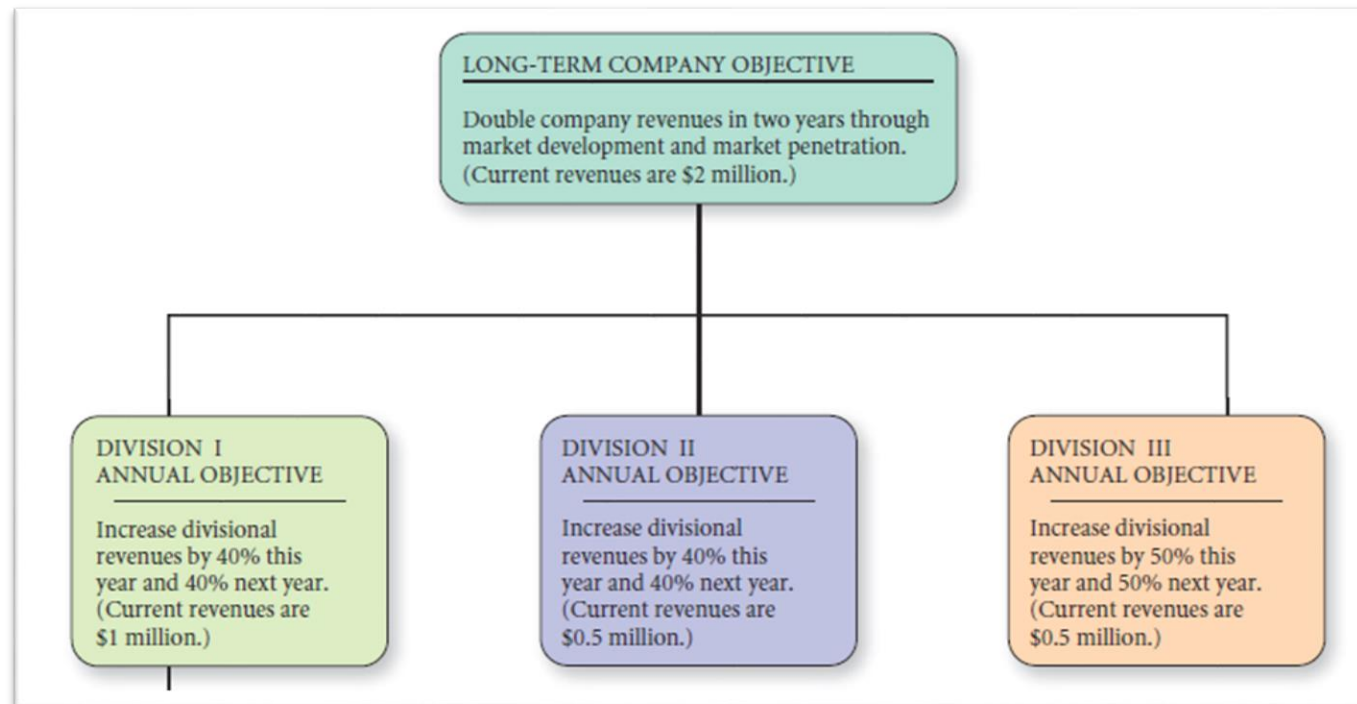 LONG-TERM COMPANY OBJECTIVE
Double company revenues in two years through
market development and market penetration.
(Current revenues are $2 million.)
DIVISION I
ANNUAL OBJECTIVE
Increase divisional
revenues by 40% this
year and 40% next year.
(Current revenues are
$1 million.)
DIVISION II
ANNUAL OBJECTIVE
Increase divisional
revenues by 40% this
year and 40% next year.
(Current revenues are
$0.5 million.)
DIVISION III
ANNUAL OBJECTIVE
Increase divisional
revenues by 50% this
year and 50% next year.
(Current revenues are
$0.5 million.)